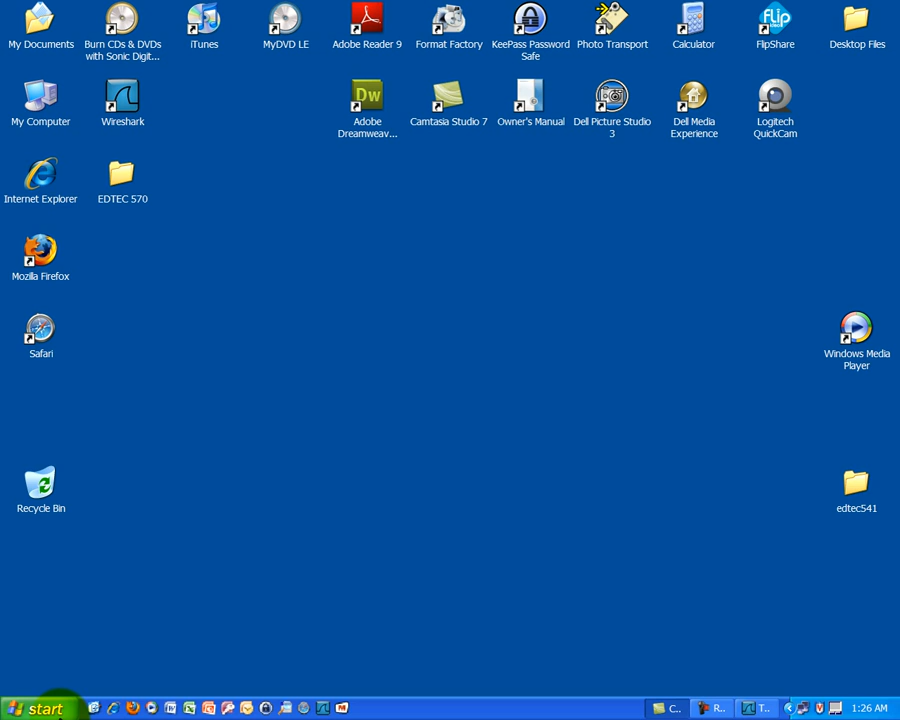 My Documents
Burn CDs & DVDs
with Sonic Digit...
iTunes
MyDVD LE
Adobe Reader 9
Format Factory
KeePass Password
Safe
Photo Transport
Calculator
flip
VIDEO
FlipShare
Desktop Files
My Computer
Wireshark
Dw
Adobe
Dreamweav...
Camtasia Studio 7
Owner's Manual
Dell Picture Studio
3
Dell Media
Experience
Logitech
QuickCam
Internet Explorer
EDTEC 570
Mozilla Firefox
Safari
Windows Media
Player
Recycle Bin
edtec541
start
C..
R..
T...
1:26 AM